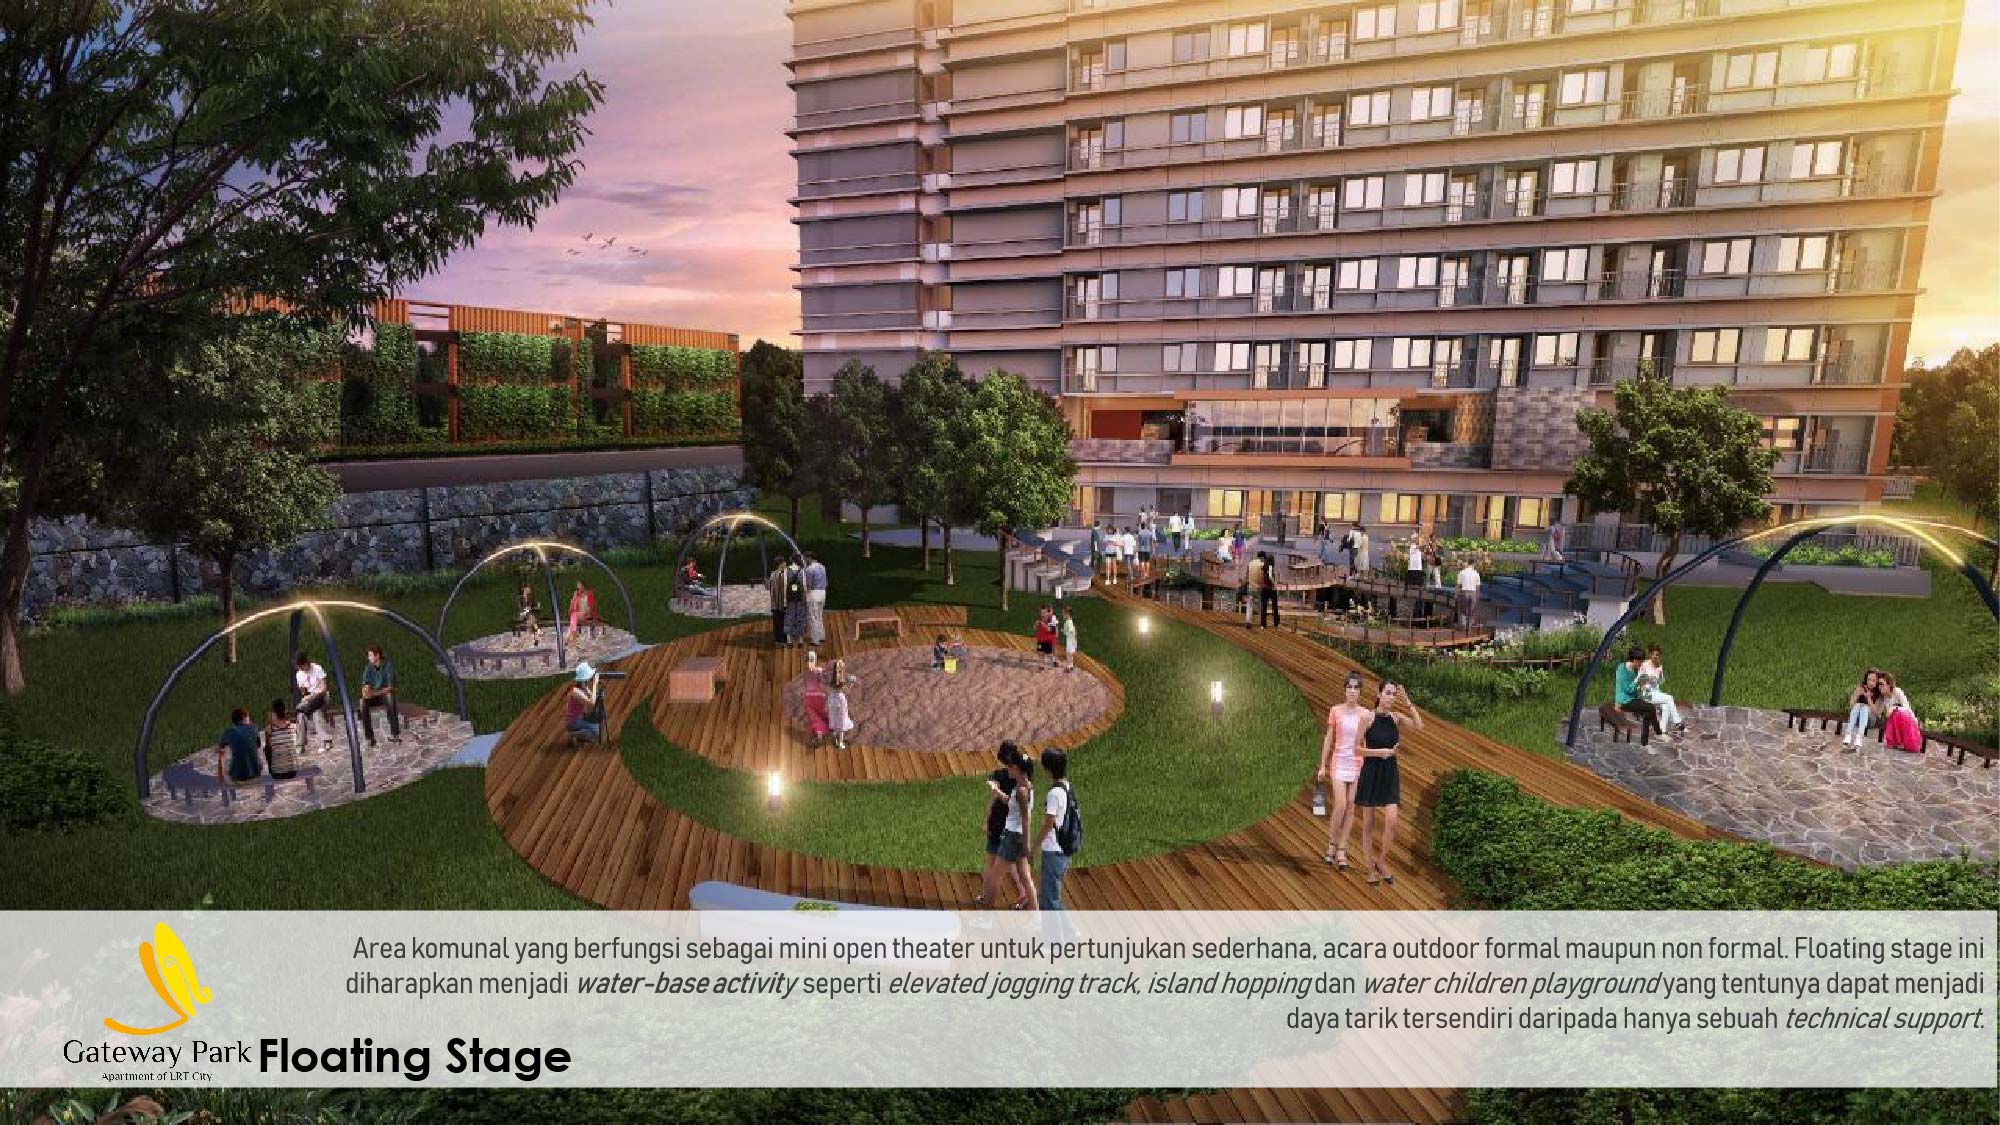 Area komunal yang berfungsi sebagai mini open theater untuk pertunjukan sederhana, acara outdoor formal maupun non formal. Floating stage ini
diharapkan menjadi water-base activity seperti elevated jogging track, island hopping dan water children playground yang tentunya dapat menjadi
daya tarik tersendiri daripada hanya sebuah technical support.
Gateway Park Floating Stage
Apartment of LRT City